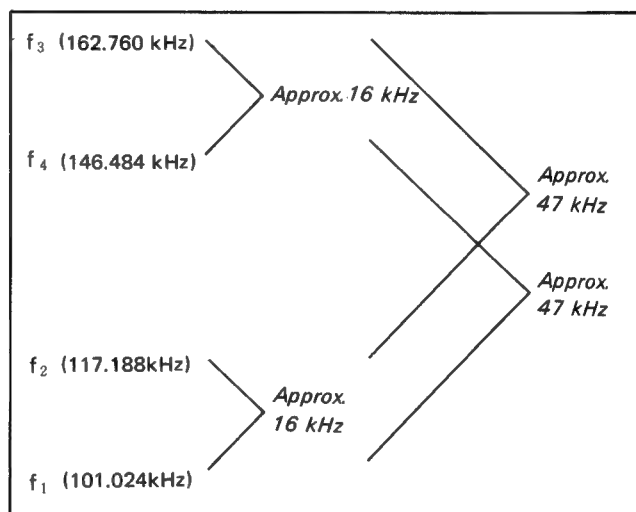 f₃ (162.760 kHz)
Approx. 16 kHz
f₄ (146.484 kHz)
Approx.
47 kHz
Approx.
47 kHz
f₂ (117.188kHz)
Approx.
16 kHz
f₁ (101.024kHz)